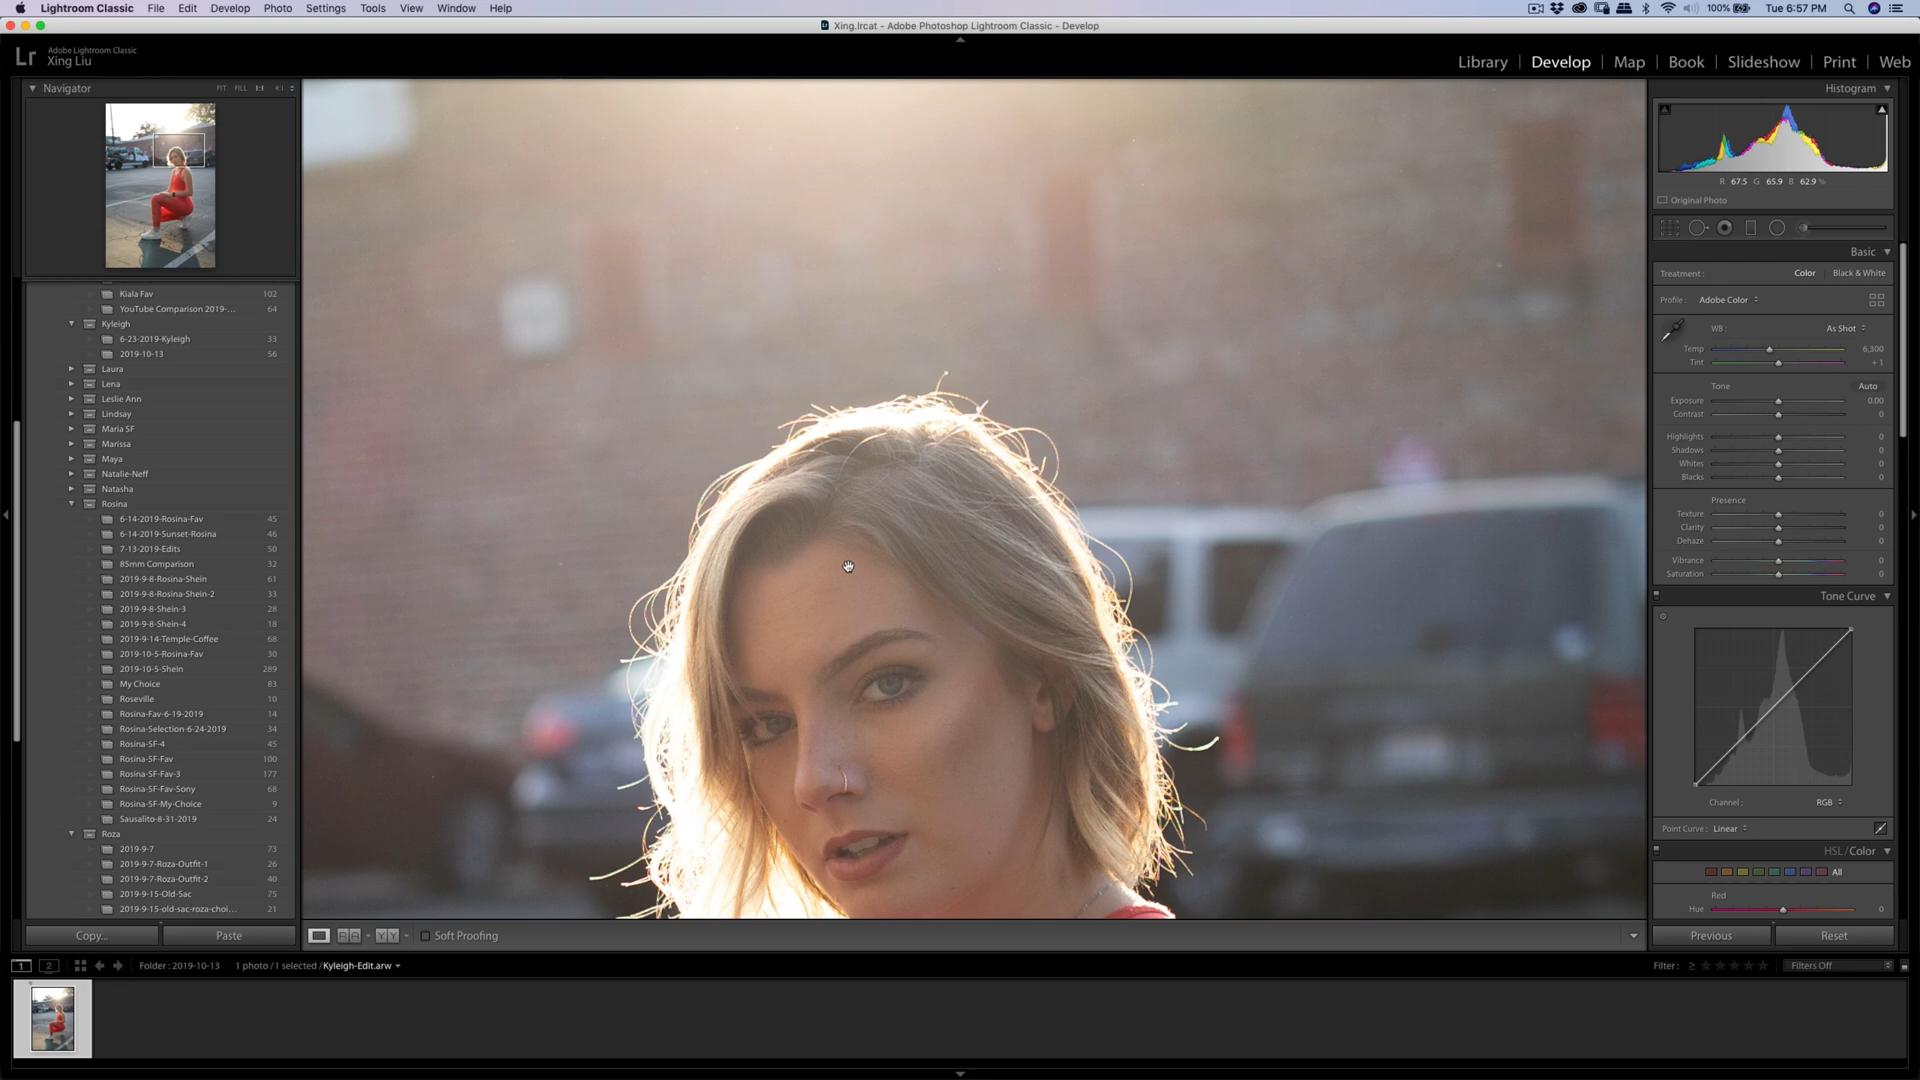 Lightroom Classic File Edit Develop Photo Settings Tools View Window Help 100% Tue 6:57 PM
Xing.lrcat - Adobe Photoshop Lightroom Classic - Develop
Lr Adobe Lightroom Classic
Xing Liu
Library | Develop | Map | Book | Slideshow | Print | Web
Navigator FIT FILL 1:1
Kiala Fav 102
YouTube Comparison 2019-... 64
Kyleigh
6-23-2019-Kyleigh 33
2019-10-13 56
Laura
Lena
Leslie Ann
Lindsay
Maria SF
Marissa
Maya
Natalie-Neff
Natasha
Rosina
6-14-2019-Rosina-Fav 45
6-14-2019-Sunset-Rosina 46
7-13-2019-Edits 50
85mm Comparison 32
2019-9-8-Rosina-Shein 61
2019-9-8-Rosina-Shein-2 33
2019-9-8-Shein-3 28
2019-9-8-Shein-4 18
2019-9-14-Temple-Coffee 68
2019-10-5-Rosina-Fav 30
2019-10-5-Shein 289
My Choice 83
Roseville 10
Rosina-Fav-6-19-2019 14
Rosina-Selection-6-24-2019 34
Rosina-SF-4 45
Rosina-SF-Fav 100
Rosina-SF-Fav-3 177
Rosina-SF-Fav-Sony 68
Rosina-SF-My-Choice 9
Sausalito-8-31-2019 24
Roza
2019-9-7 73
2019-9-7-Roza-Outfit-1 26
2019-9-7-Roza-Outfit-2 40
2019-9-15-Old-Sac 75
2019-9-15-old-sac-roza-choi... 21
Copy... Paste
Soft Proofing
Histogram
R 67.5 G 65.9 B 62.9 %
Original Photo
Basic
Treatment : Color Black & White
Profile : Adobe Color
WB : As Shot
Temp 6,300
Tint + 1
Tone Auto
Exposure 0.00
Contrast 0
Highlights 0
Shadows 0
Whites 0
Blacks 0
Presence
Texture 0
Clarity 0
Dehaze 0
Vibrance 0
Saturation 0
Tone Curve
Channel : RGB
Point Curve : Linear
HSL/Color
All
Red
Hue 0
Previous Reset
1 2 Folder : 2019-10-13 1 photo / 1 selected / Kyleigh-Edit.arw Filter : ≥ ★★★★★ Filters Off